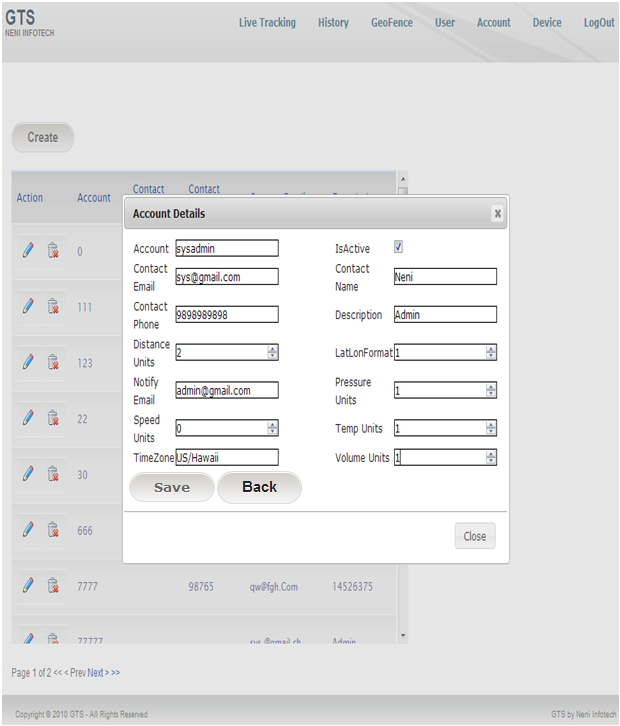 GTS
NENI INFOTECH
Live Tracking History GeoFence User Account Device LogOut
Create
Action Account Contact Contact
Account Details x
0
111
123
22
30
666
7777 98765 qw@fgh.Com 14526375
77777 sys @gmail.ch Admin
Account sysadmin IsActive
Contact Email sys@gmail.com Contact Name Neni
Contact Phone 9898989898 Description Admin
Distance Units 2 LatLonFormat 1
Notify Email admin@gmail.com Pressure Units 1
Speed Units 0 Temp Units 1
TimeZone US/Hawaii Volume Units 1
Save Back
Close
Page 1 of 2 << < Prev Next > >>
Copyright © 2010 GTS - All Rights Reserved GTS by Neni Infotech